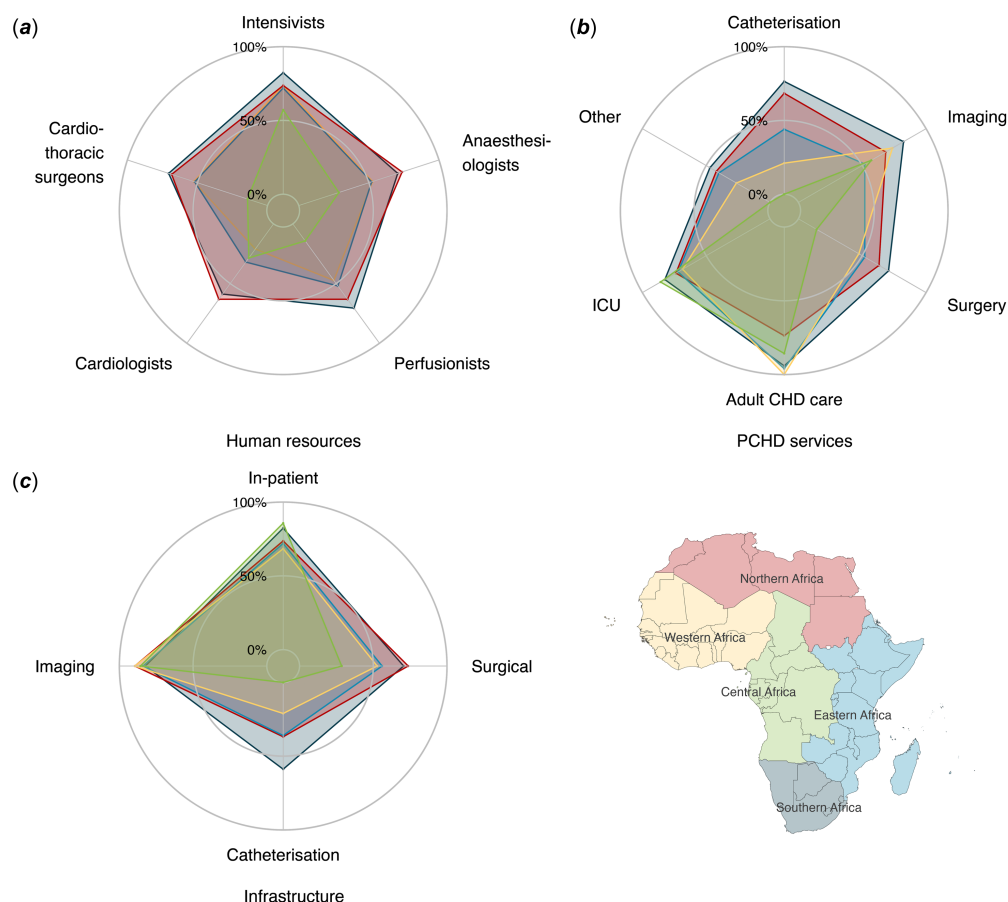 (a)
Intensivists
100%
50%
0%
Cardio-
thoracic
surgeons
Anaesthesi-
ologists
Cardiologists
Perfusionists
Human resources
(b)
Catheterisation
100%
50%
0%
Other
Imaging
ICU
Surgery
Adult CHD care
PCHD services
(c)
In-patient
100%
50%
0%
Imaging
Surgical
Catheterisation
Infrastructure
Northern Africa
Western Africa
Central Africa
Eastern Africa
Southern Africa